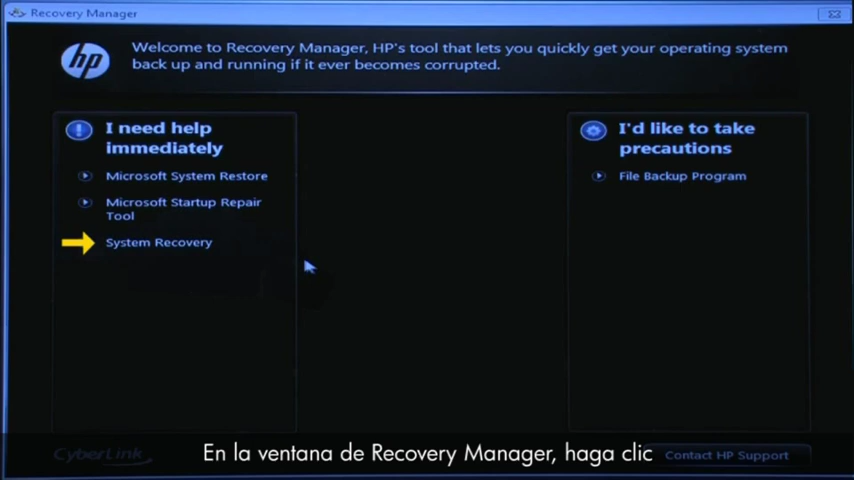 Recovery Manager
hp
Welcome to Recovery Manager, HP's tool that lets you quickly get your operating system
back up and running if it ever becomes corrupted.
I need help
immediately
Microsoft System Restore
Microsoft Startup Repair
Tool
System Recovery
I'd like to take
precautions
File Backup Program
CyberLink
Contact HP Support
En la ventana de Recovery Manager, haga clic